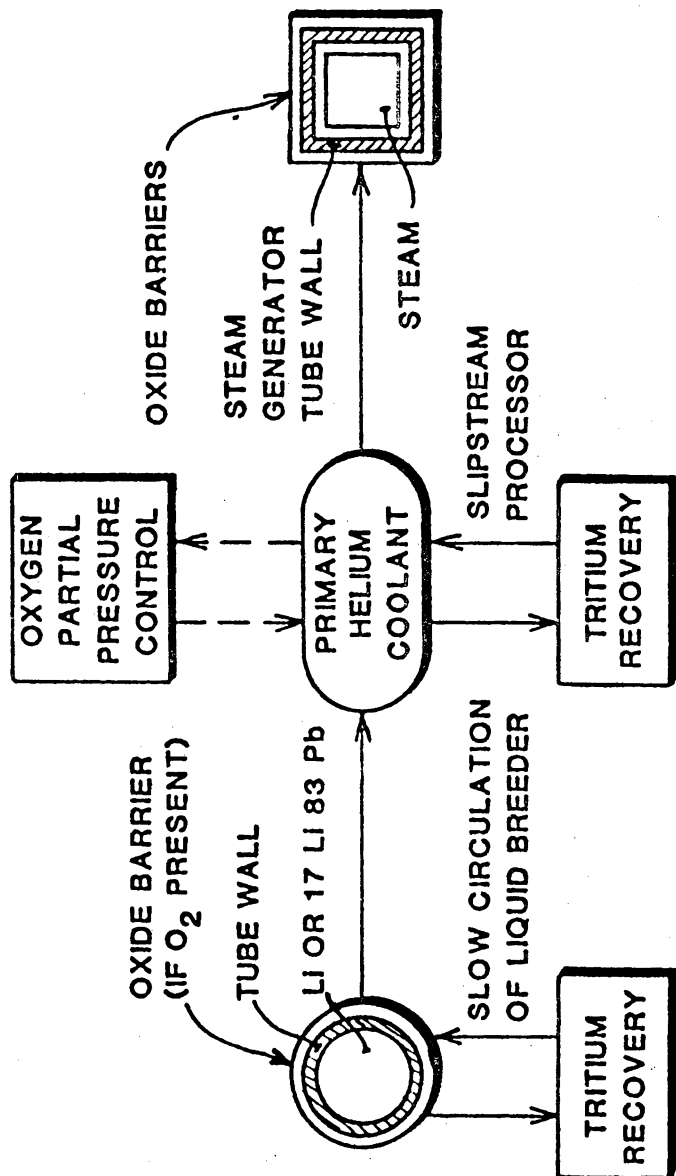 OXIDE BARRIER
(IF O₂ PRESENT)
TUBE WALL
LI OR 17 LI 83 Pb
SLOW CIRCULATION
OF LIQUID BREEDER
TRITIUM
RECOVERY
OXYGEN
PARTIAL
PRESSURE
CONTROL
PRIMARY
HELIUM
COOLANT
SLIPSTREAM
PROCESSOR
TRITIUM
RECOVERY
OXIDE BARRIERS
STEAM
GENERATOR
TUBE WALL
STEAM